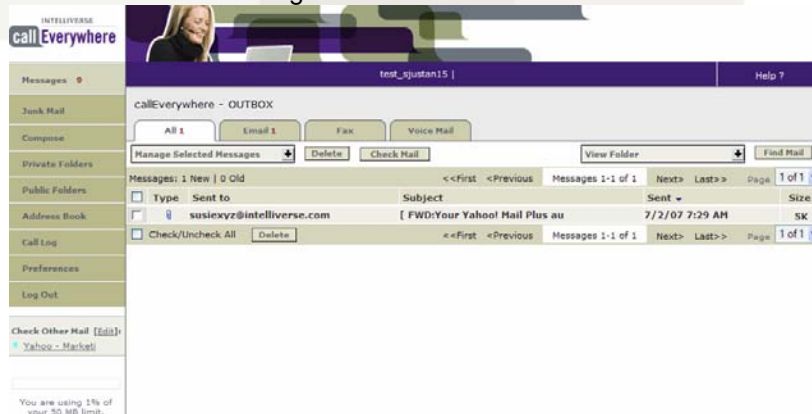 INTELLIVERSE
call Everywhere
test_sjustan15 | Help ?
Messages 9
Junk Mail
Compose
Private Folders
Public Folders
Address Book
Call Log
Preferences
Log Out
Check Other Mail [Edit]
Yahoo - Marketi
You are using 1% of
your 50 MB limit.
callEverywhere - OUTBOX
All 1 Email 1 Fax Voice Mail
Manage Selected Messages Delete Check Mail View Folder Find Mail
Messages: 1 New | 0 Old <<First <Previous Messages 1-1 of 1 Next> Last>> Page 1 of 1
Type Sent to Subject Sent Size
susiexyz@intelliverse.com [ FWD:Your Yahoo! Mail Plus au 7/2/07 7:29 AM 5K
Check/Uncheck All Delete <<First <Previous Messages 1-1 of 1 Next> Last>> Page 1 of 1